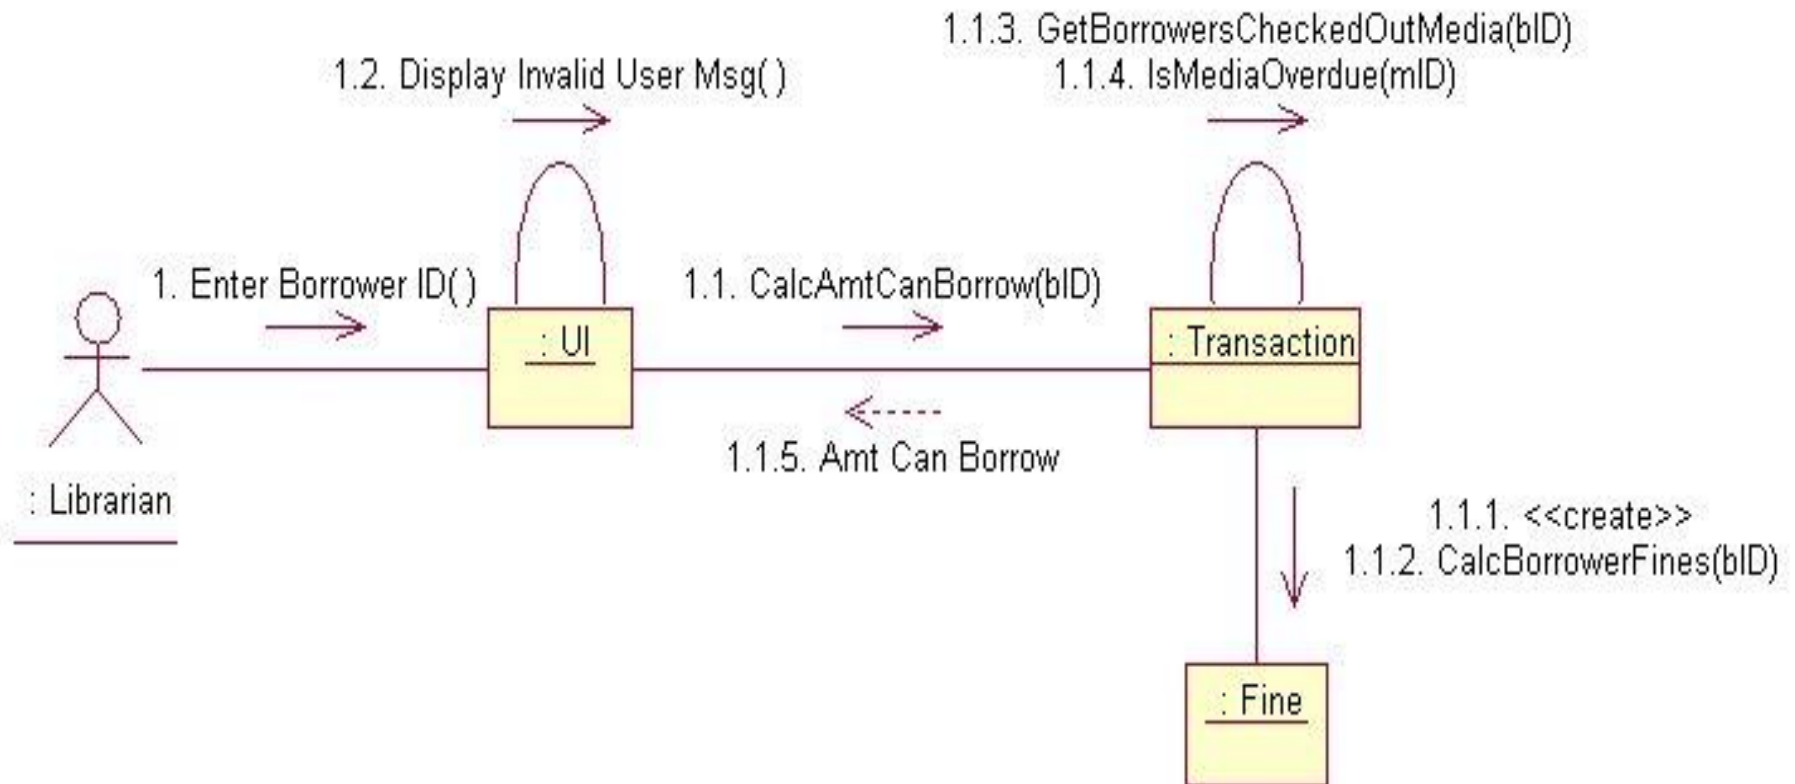 1.1.3. GetBorrowersCheckedOutMedia(bID)
1.2. Display Invalid User Msg( )
1.1.4. IsMediaOverdue(mID)
1. Enter Borrower ID( )
1.1. CalcAmtCanBorrow(bID)
: UI
: Transaction
1.1.5. Amt Can Borrow
: Librarian
1.1.1. <<create>>
1.1.2. CalcBorrowerFines(bID)
: Fine